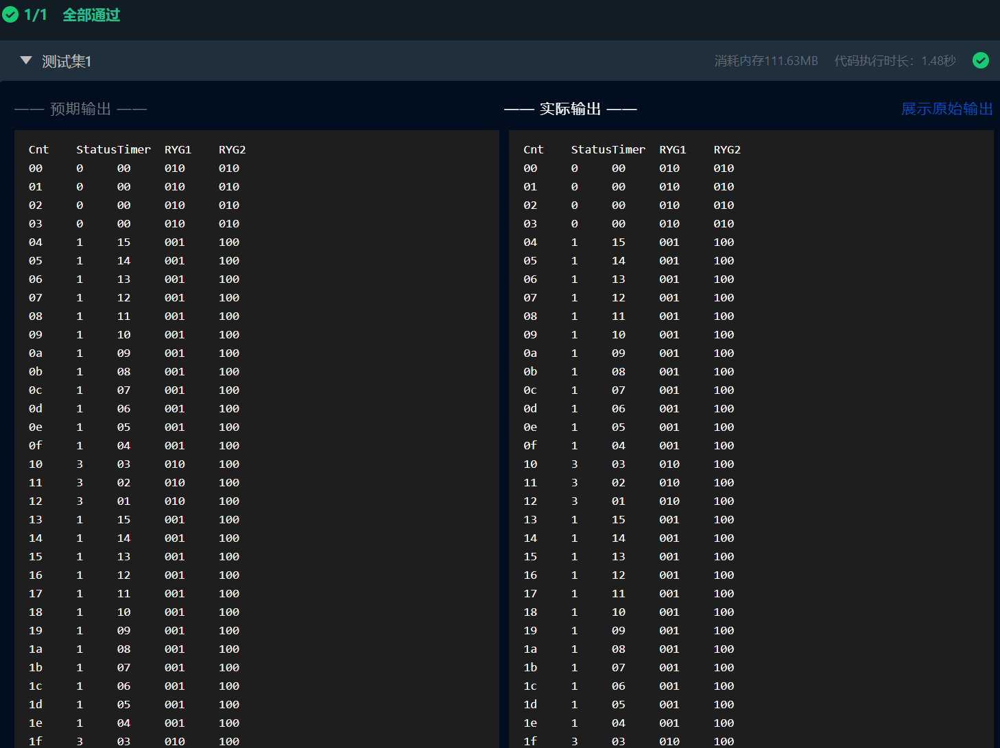 1/1 全部通过
测试集1 消耗内存111.63MB 代码执行时长：1.48秒
—— 预期输出 ——
Cnt StatusTimer RYG1 RYG2
00 0 00 010 010
01 0 00 010 010
02 0 00 010 010
03 0 00 010 010
04 1 15 001 100
05 1 14 001 100
06 1 13 001 100
07 1 12 001 100
08 1 11 001 100
09 1 10 001 100
0a 1 09 001 100
0b 1 08 001 100
0c 1 07 001 100
0d 1 06 001 100
0e 1 05 001 100
0f 1 04 001 100
10 3 03 010 100
11 3 02 010 100
12 3 01 010 100
13 1 15 001 100
14 1 14 001 100
15 1 13 001 100
16 1 12 001 100
17 1 11 001 100
18 1 10 001 100
19 1 09 001 100
1a 1 08 001 100
1b 1 07 001 100
1c 1 06 001 100
1d 1 05 001 100
1e 1 04 001 100
1f 3 03 010 100
—— 实际输出 —— 展示原始输出
Cnt StatusTimer RYG1 RYG2
00 0 00 010 010
01 0 00 010 010
02 0 00 010 010
03 0 00 010 010
04 1 15 001 100
05 1 14 001 100
06 1 13 001 100
07 1 12 001 100
08 1 11 001 100
09 1 10 001 100
0a 1 09 001 100
0b 1 08 001 100
0c 1 07 001 100
0d 1 06 001 100
0e 1 05 001 100
0f 1 04 001 100
10 3 03 010 100
11 3 02 010 100
12 3 01 010 100
13 1 15 001 100
14 1 14 001 100
15 1 13 001 100
16 1 12 001 100
17 1 11 001 100
18 1 10 001 100
19 1 09 001 100
1a 1 08 001 100
1b 1 07 001 100
1c 1 06 001 100
1d 1 05 001 100
1e 1 04 001 100
1f 3 03 010 100